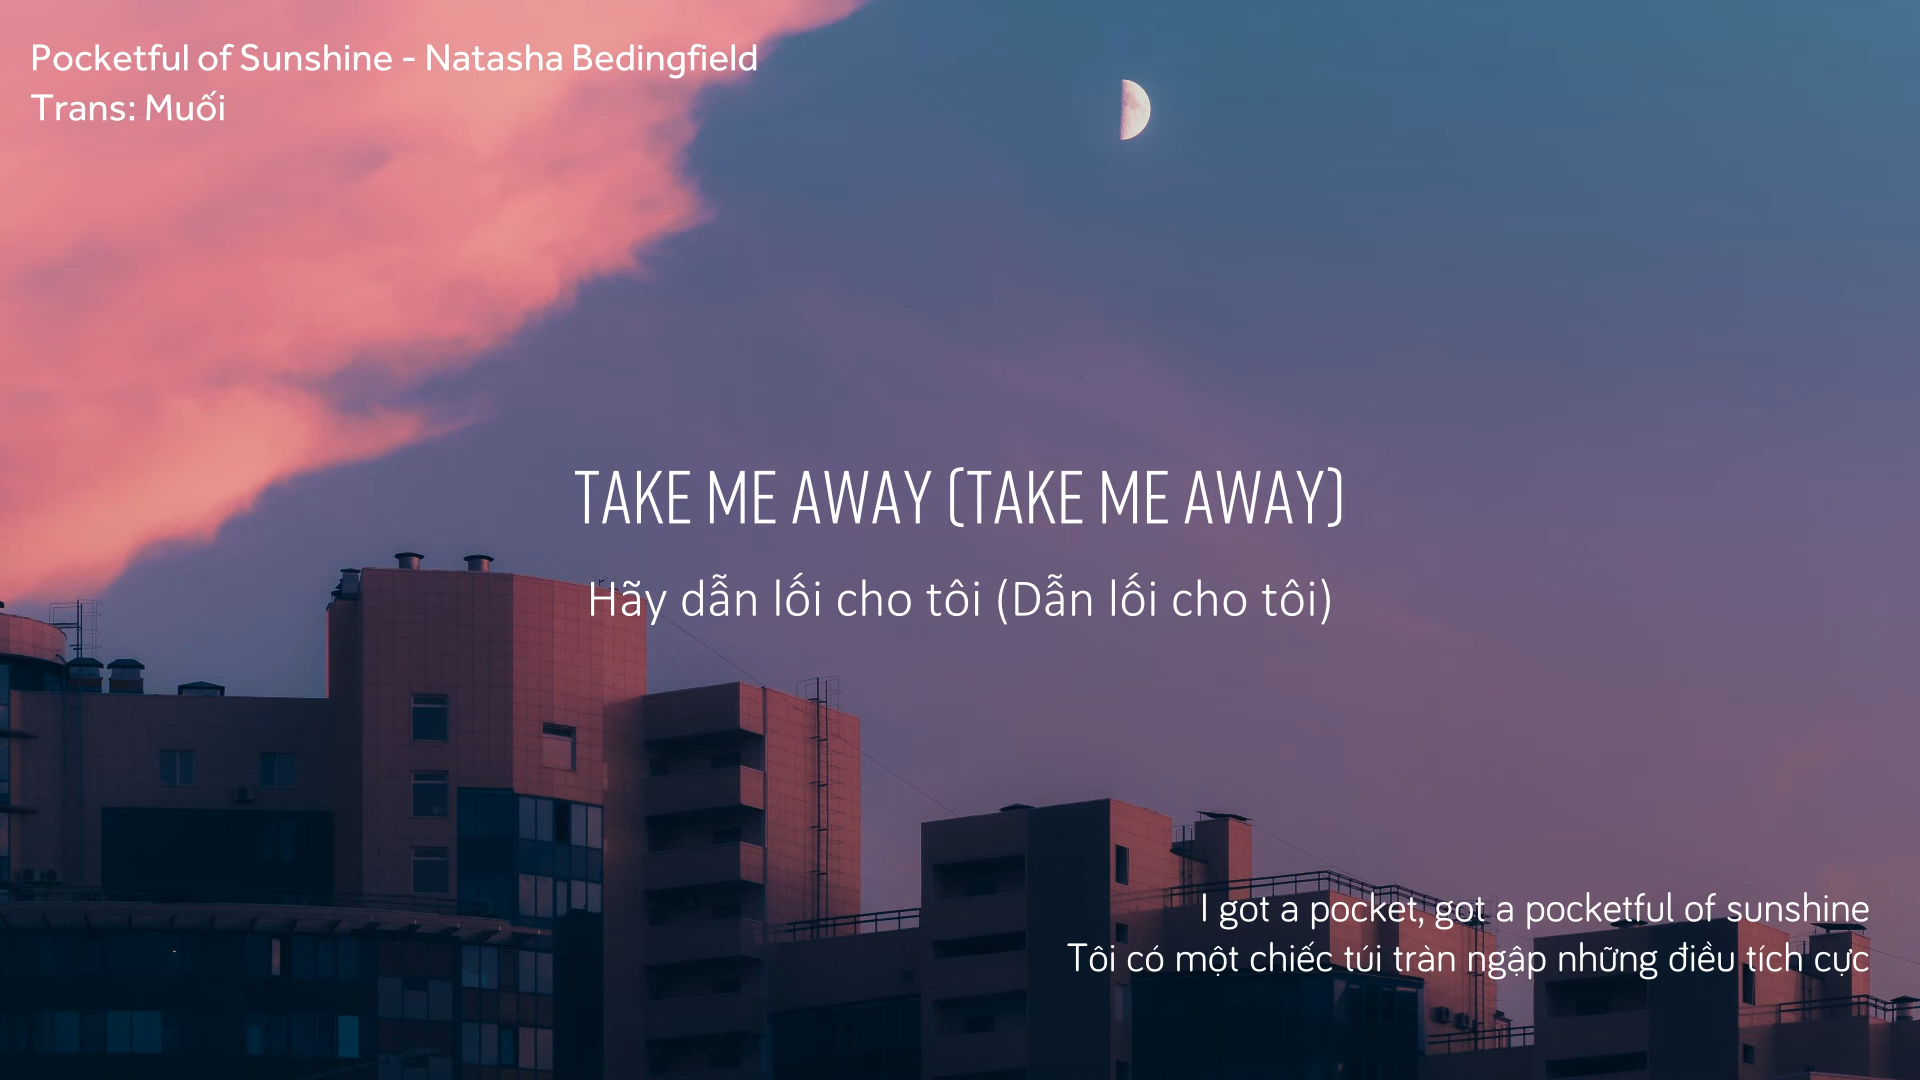 Pocketful of Sunshine - Natasha Bedingfield
Trans: Muối
TAKE ME AWAY (TAKE ME AWAY)
Hãy dẫn lối cho tôi (Dẫn lối cho tôi)
I got a pocket, got a pocketful of sunshine
Tôi có một chiếc túi tràn ngập những điều tích cực